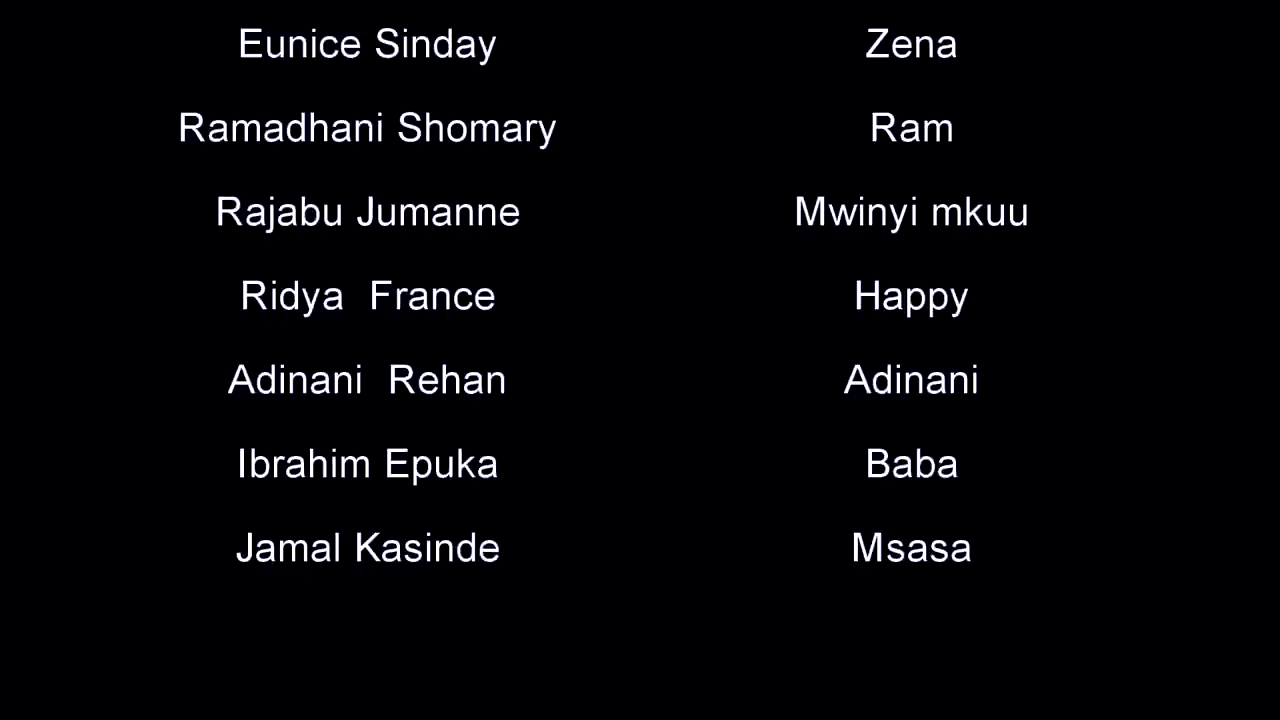 Eunice Sinday Zena
Ramadhani Shomary Ram
Rajabu Jumanne Mwinyi mkuu
Ridya France Happy
Adinani Rehan Adinani
Ibrahim Epuka Baba
Jamal Kasinde Msasa